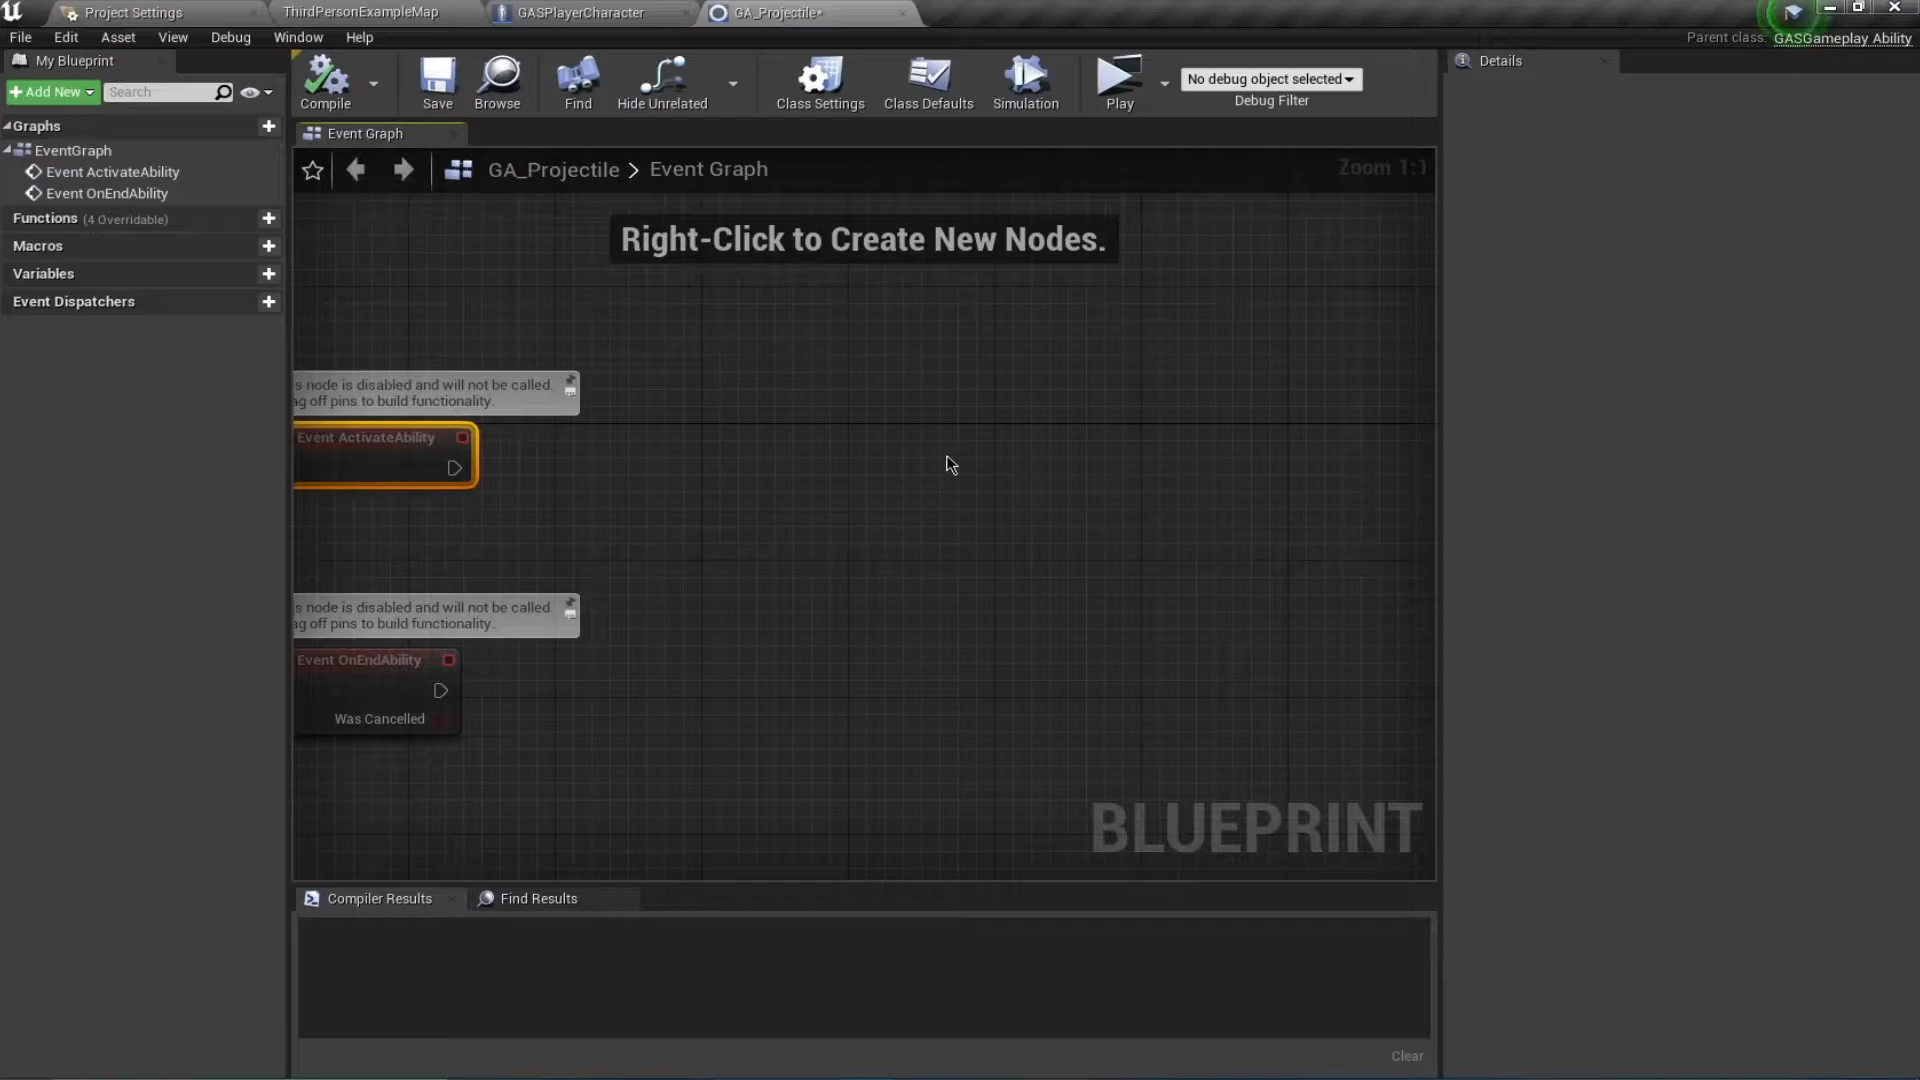 Project Settings
ThirdPersonExampleMap
GASPlayerCharacter
GA_Projectile*
File Edit Asset View Debug Window Help
Parent class: GASGameplay Ability
My Blueprint
Add New
Search
Compile
Save
Browse
Find
Hide Unrelated
Class Settings
Class Defaults
Simulation
Play
No debug object selected
Debug Filter
Details
Graphs
EventGraph
Event ActivateAbility
Event OnEndAbility
Functions (4 Overridable)
Macros
Variables
Event Dispatchers
Event Graph
GA_Projectile > Event Graph
Zoom 1:1
Right-Click to Create New Nodes.
s node is disabled and will not be called.
ag off pins to build functionality.
Event ActivateAbility
s node is disabled and will not be called.
ag off pins to build functionality.
Event OnEndAbility
Was Cancelled
BLUEPRINT
Compiler Results
Find Results
Clear